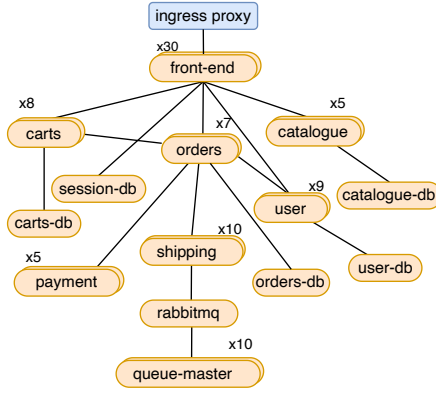 ingress proxy
x30
front-end
x8
carts
x7
orders
x5
catalogue
session-db
x9
user
catalogue-db
carts-db
x10
shipping
x5
payment
orders-db
user-db
rabbitmq
x10
queue-master